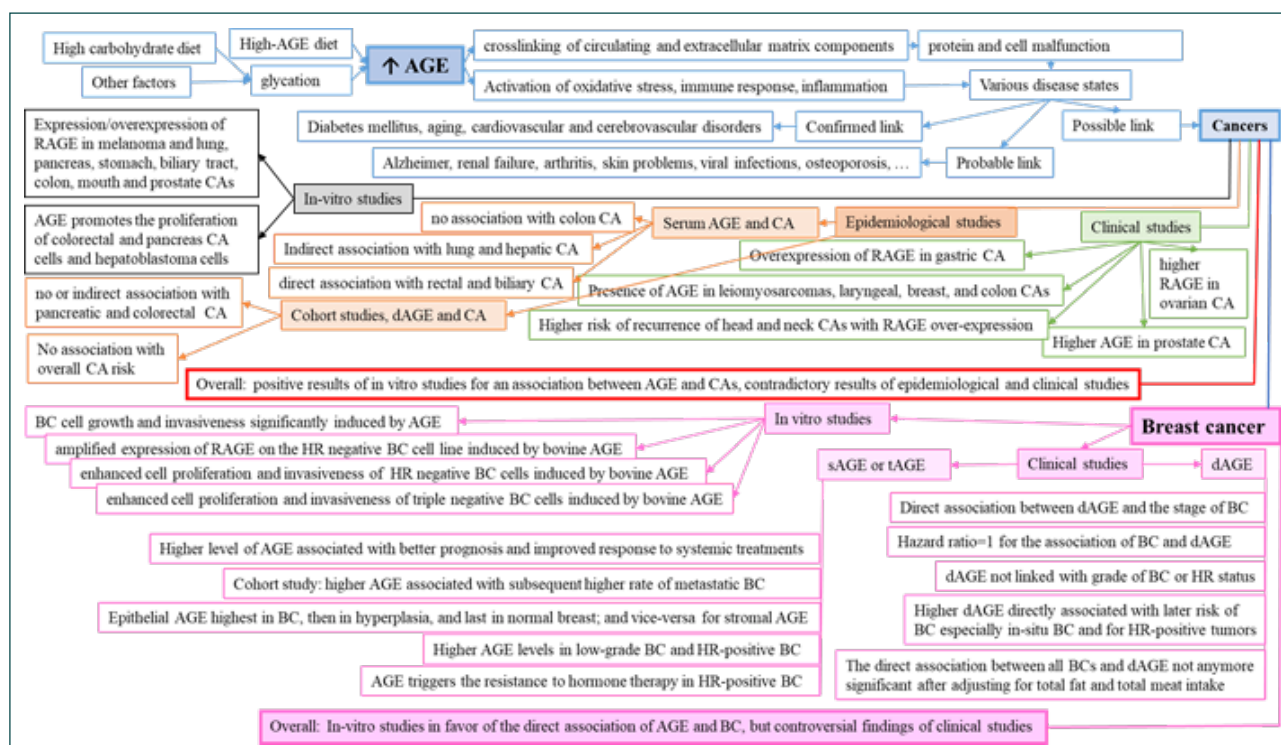 High carbohydrate diet
High-AGE diet
Other factors
glycation
↑ AGE
crosslinking of circulating and extracellular matrix components
protein and cell malfunction
Activation of oxidative stress, immune response, inflammation
Various disease states
Diabetes mellitus, aging, cardiovascular and cerebrovascular disorders
Confirmed link
Possible link
Cancers
Alzheimer, renal failure, arthritis, skin problems, viral infections, osteoporosis, …
Probable link
Expression/overexpression of
RAGE in melanoma and lung,
pancreas, stomach, biliary tract,
colon, mouth and prostate CAs
In-vitro studies
AGE promotes the proliferation
of colorectal and pancreas CA
cells and hepatoblastoma cells
no association with colon CA
Serum AGE and CA
Epidemiological studies
Clinical studies
Indirect association with lung and hepatic CA
Overexpression of RAGE in gastric CA
higher
RAGE in
ovarian CA
direct association with rectal and biliary CA
Presence of AGE in leiomyosarcomas, laryngeal, breast, and colon CAs
no or indirect association with
pancreatic and colorectal CA
Cohort studies, dAGE and CA
Higher risk of recurrence of head and neck CAs with RAGE over-expression
Higher AGE in prostate CA
No association with
overall CA risk
Overall: positive results of in vitro studies for an association between AGE and CAs, contradictory results of epidemiological and clinical studies
BC cell growth and invasiveness significantly induced by AGE
In vitro studies
Breast cancer
amplified expression of RAGE on the HR negative BC cell line induced by bovine AGE
enhanced cell proliferation and invasiveness of HR negative BC cells induced by bovine AGE
enhanced cell proliferation and invasiveness of triple negative BC cells induced by bovine AGE
sAGE or tAGE
Clinical studies
dAGE
Direct association between dAGE and the stage of BC
Higher level of AGE associated with better prognosis and improved response to systemic treatments
Hazard ratio=1 for the association of BC and dAGE
Cohort study: higher AGE associated with subsequent higher rate of metastatic BC
dAGE not linked with grade of BC or HR status
Epithelial AGE highest in BC, then in hyperplasia, and last in normal breast; and vice-versa for stromal AGE
Higher dAGE directly associated with later risk of
BC especially in-situ BC and for HR-positive tumors
Higher AGE levels in low-grade BC and HR-positive BC
The direct association between all BCs and dAGE not anymore
significant after adjusting for total fat and total meat intake
AGE triggers the resistance to hormone therapy in HR-positive BC
Overall: In-vitro studies in favor of the direct association of AGE and BC, but controversial findings of clinical studies